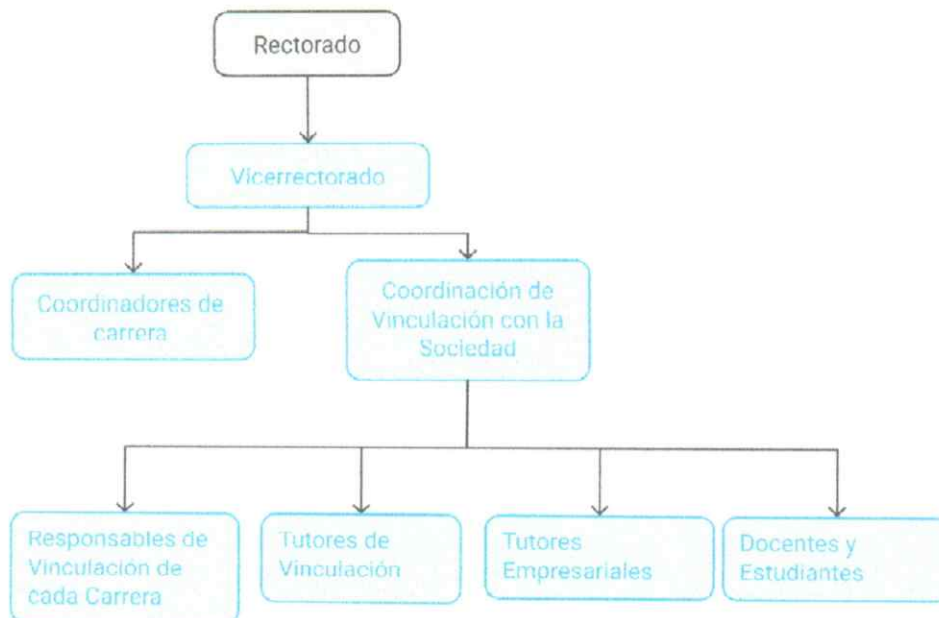 Rectorado
Vicerrectorado
Coordinadores de
carrera
Coordinación de
Vinculación con la
Sociedad
Responsables de
Vinculación de
cada Carrera
Tutores de
Vinculación
Tutores
Empresariales
Docentes y
Estudiantes